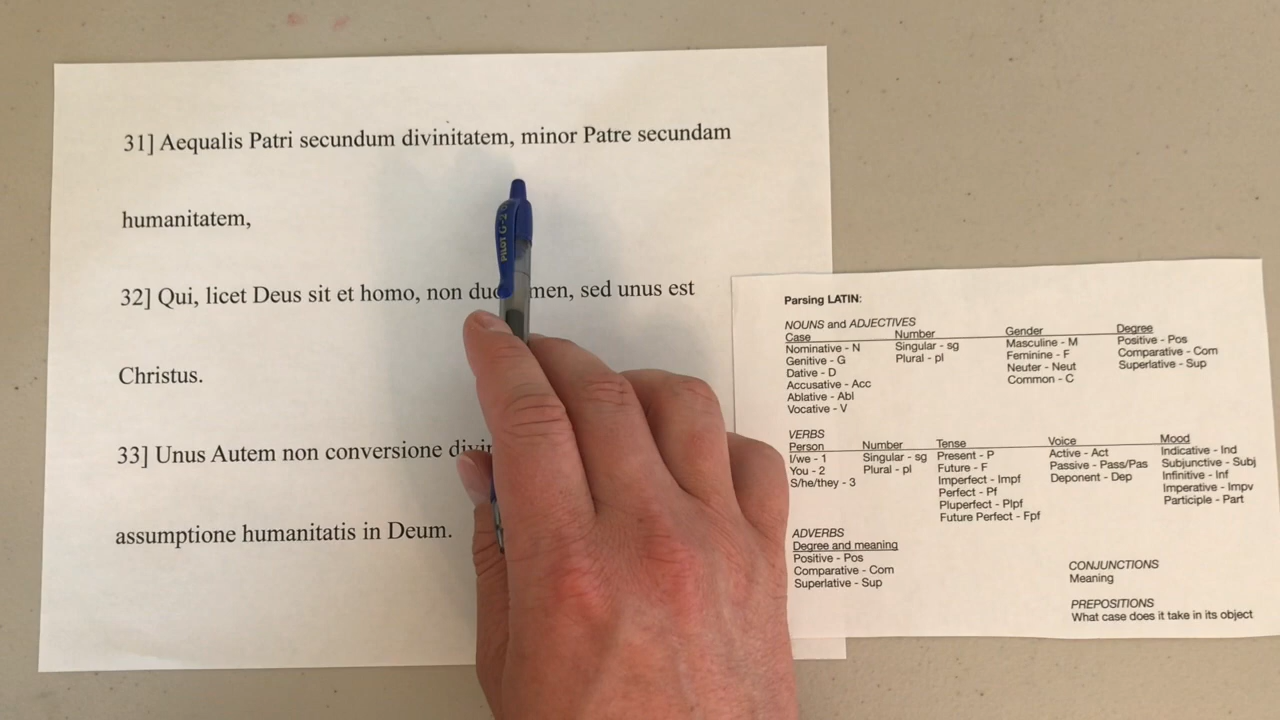 31] Aequalis Patri secundum divinitatem, minor Patre secundam
humanitatem,
32] Qui, licet Deus sit et homo, non men, sed unus est
Christus.
33] Unus Autem non conversione
assumptione humanitatis in Deum.
PILOT G-2
Parsing LATIN:
NOUNS and ADJECTIVES
Case Number Gender Degree
Nominative - N Singular - sg Masculine - M Positive - Pos
Genitive - G Plural - pl Feminine - F Comparative - Com
Dative - D Neuter - Neut Superlative - Sup
Accusative - Acc Common - C
Ablative - Abl
Vocative - V
VERBS
Person Number Tense Voice Mood
I/we - 1 Singular - sg Present - P Active - Act Indicative - Ind
You - 2 Plural - pl Future - F Passive - Pass/Pas Subjunctive - Subj
S/he/they - 3 Imperfect - Impf Deponent - Dep Infinitive - Inf
Perfect - Pf Imperative - Impv
Pluperfect - Plpf Participle - Part
Future Perfect - Fpf
ADVERBS
Degree and meaning
Positive - Pos
Comparative - Com
Superlative - Sup
CONJUNCTIONS
Meaning
PREPOSITIONS
What case does it take in its object